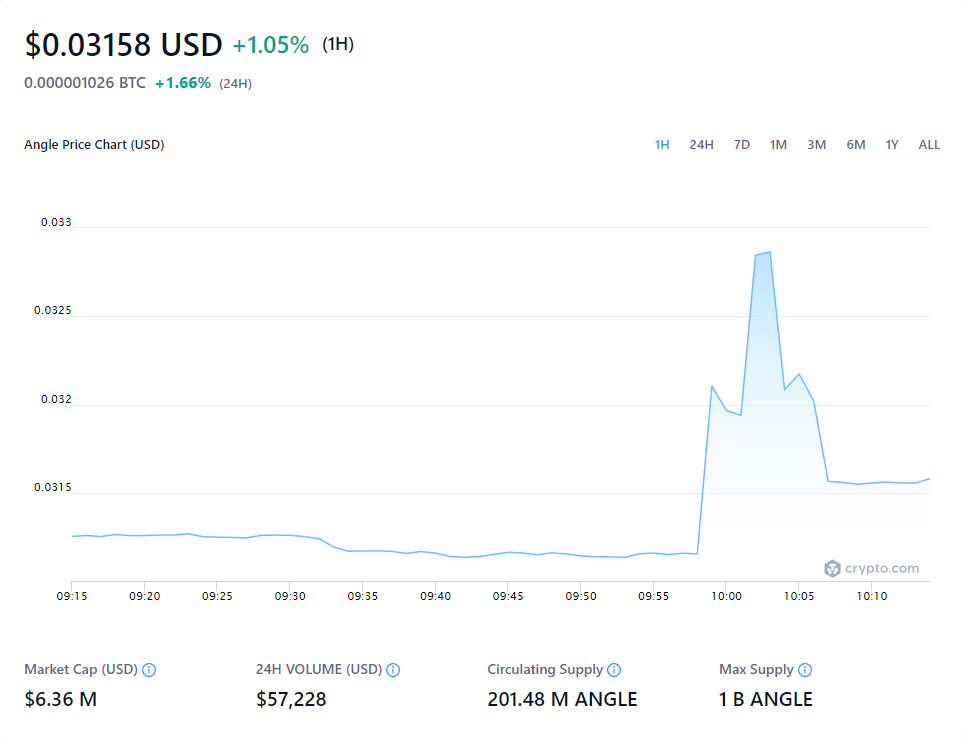 $0.03158 USD +1.05% (1H)
0.000001026 BTC +1.66% (24H)
Angle Price Chart (USD) 1H 24H 7D 1M 3M 6M 1Y ALL
0.033
0.0325
0.032
0.0315
crypto.com
09:15 09:20 09:25 09:30 09:35 09:40 09:45 09:50 09:55 10:00 10:05 10:10
Market Cap (USD) 24H VOLUME (USD) Circulating Supply Max Supply
$6.36 M $57,228 201.48 M ANGLE 1 B ANGLE